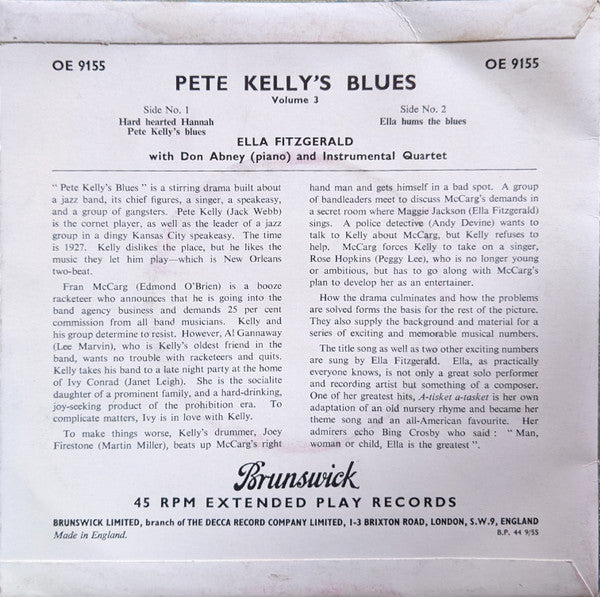 OE 9155
OE 9155
PETE KELLY'S BLUES
Volume 3
Side No. 1
Hard hearted Hannah
Pete Kelly's blues
Side No. 2
Ella hums the blues
ELLA FITZGERALD
with Don Abney (piano) and Instrumental Quartet
" Pete Kelly's Blues " is a stirring drama built about
a jazz band, its chief figures, a singer, a speakeasy,
and a group of gangsters. Pete Kelly (Jack Webb)
is the cornet player, as well as the leader of a jazz
group in a dingy Kansas City speakeasy. The time
is 1927. Kelly dislikes the place, but he likes the
music they let him play—which is New Orleans
two-beat.
Fran McCarg (Edmond O'Brien) is a booze
racketeer who announces that he is going into the
band agency business and demands 25 per cent
commission from all band musicians. Kelly and
his group determine to resist. However, Al Gannaway
(Lee Marvin), who is Kelly's oldest friend in the
band, wants no trouble with racketeers and quits.
Kelly takes his band to a late night party at the home
of Ivy Conrad (Janet Leigh). She is the socialite
daughter of a prominent family, and a hard-drinking,
joy-seeking product of the prohibition era. To
complicate matters, Ivy is in love with Kelly.
To make things worse, Kelly's drummer, Joey
Firestone (Martin Miller), beats up McCarg's right
hand man and gets himself in a bad spot. A group
of bandleaders meet to discuss McCarg's demands in
a secret room where Maggie Jackson (Ella Fitzgerald)
sings. A police detective (Andy Devine) wants to
talk to Kelly about McCarg, but Kelly refuses to
help. McCarg forces Kelly to take on a singer,
Rose Hopkins (Peggy Lee), who is no longer young
or ambitious, but has to go along with McCarg's
plan to develop her as an entertainer.
How the drama culminates and how the problems
are solved forms the basis for the rest of the picture.
They also supply the background and material for a
series of exciting and memorable musical numbers.
The title song as well as two other exciting numbers
are sung by Ella Fitzgerald. Ella, as practically
everyone knows, is not only a great solo performer
and recording artist but something of a composer.
One of her greatest hits, A-tisket a-tasket is her own
adaptation of an old nursery rhyme and became her
theme song and an all-American favourite. Her
admirers echo Bing Crosby who said : " Man,
woman or child, Ella is the greatest ".
Brunswick
45 RPM EXTENDED PLAY RECORDS
BRUNSWICK LIMITED, branch of THE DECCA RECORD COMPANY LIMITED, 1-3 BRIXTON ROAD, LONDON, S.W.9, ENGLAND
Made in England.
B.P. 44 9/55